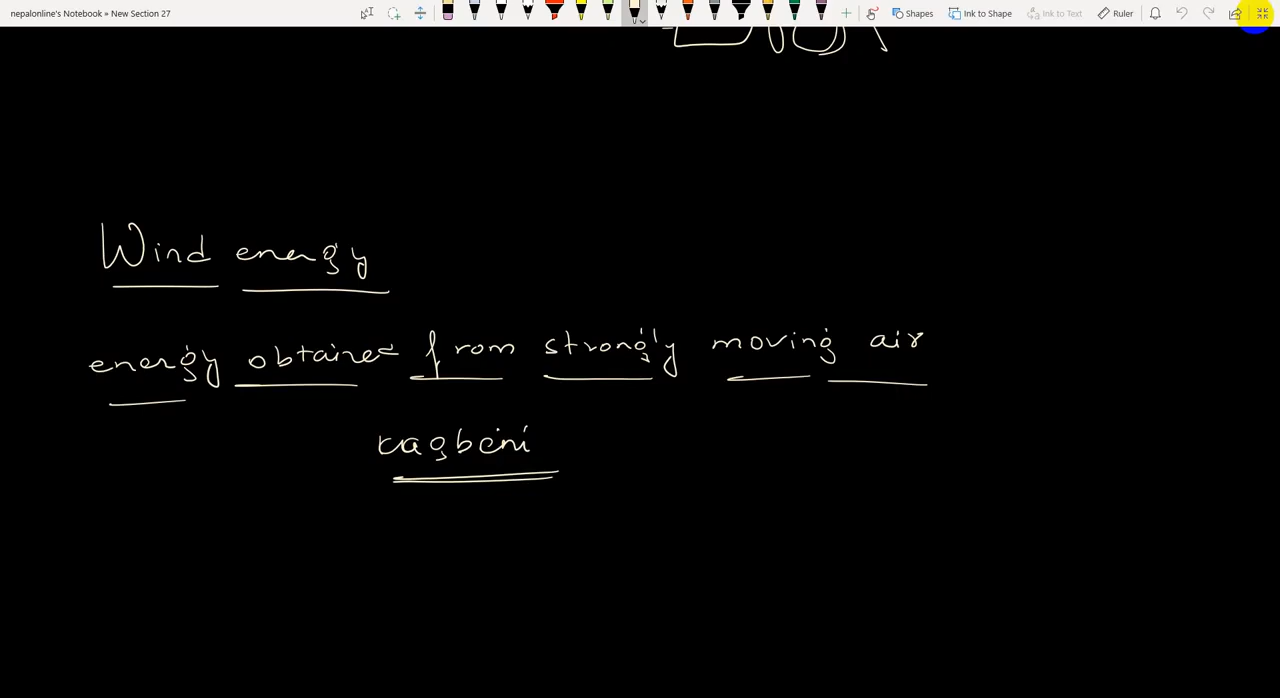 nepalonline's Notebook » New Section 27
Shapes Ink to Shape Ink to Text Ruler
Wind energy
energy obtained from strongly moving air
kagbeni